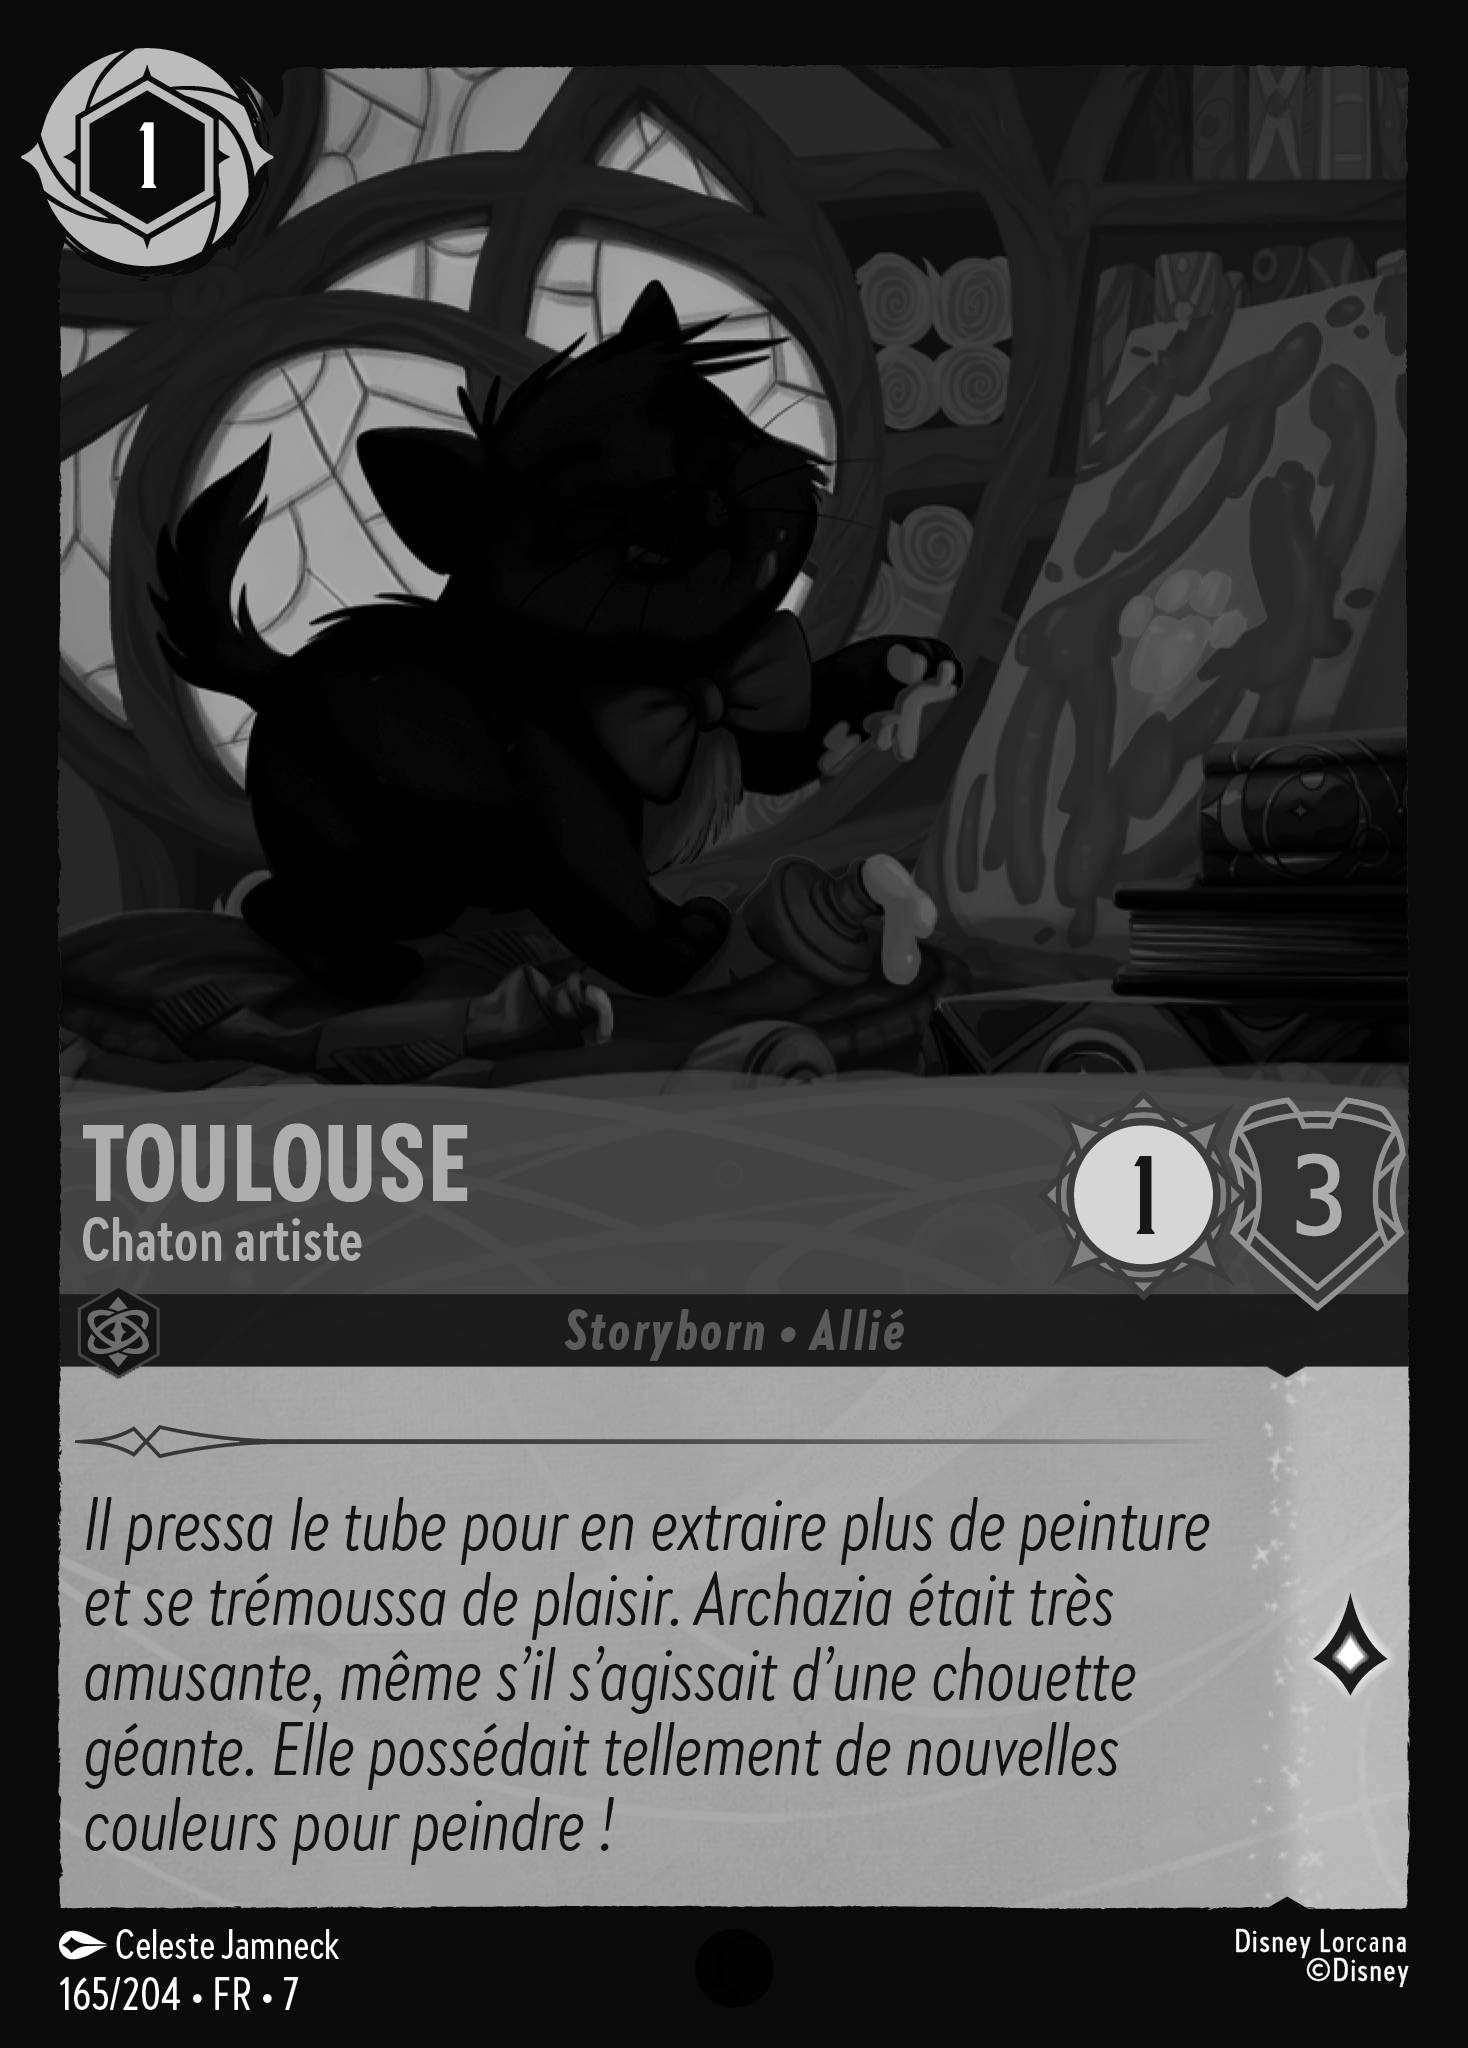 1
TOULOUSE
Chaton artiste
1 3
Storyborn • Allié
Il pressa le tube pour en extraire plus de peinture
et se trémoussa de plaisir. Archazia était très
amusante, même s’il s’agissait d’une chouette
géante. Elle possédait tellement de nouvelles
couleurs pour peindre !
Celeste Jamneck
Disney Lorcana
©Disney
165/204 • FR • 7